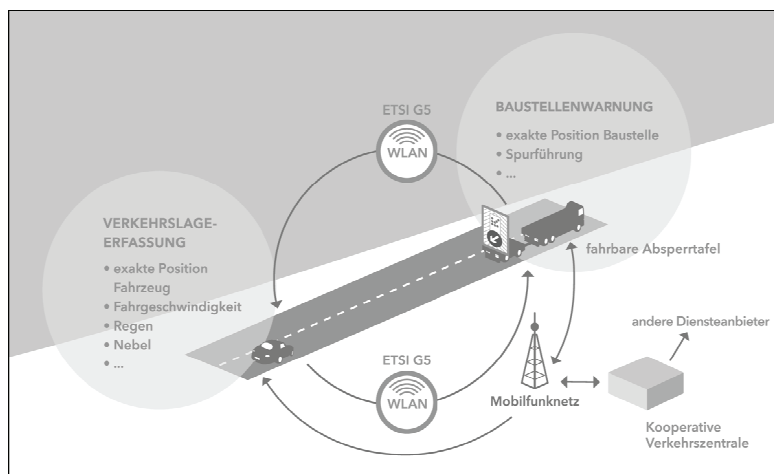 ETSI G5
WLAN
BAUSTELLENWARNUNG
• exakte Position Baustelle
• Spurführung
• ...
VERKEHRSLAGE-
ERFASSUNG
• exakte Position
Fahrzeug
• Fahrgeschwindigkeit
• Regen
• Nebel
• ...
fahrbare Absperrtafel
andere Diensteanbieter
ETSI G5
WLAN
Mobilfunknetz
Kooperative
Verkehrszentrale